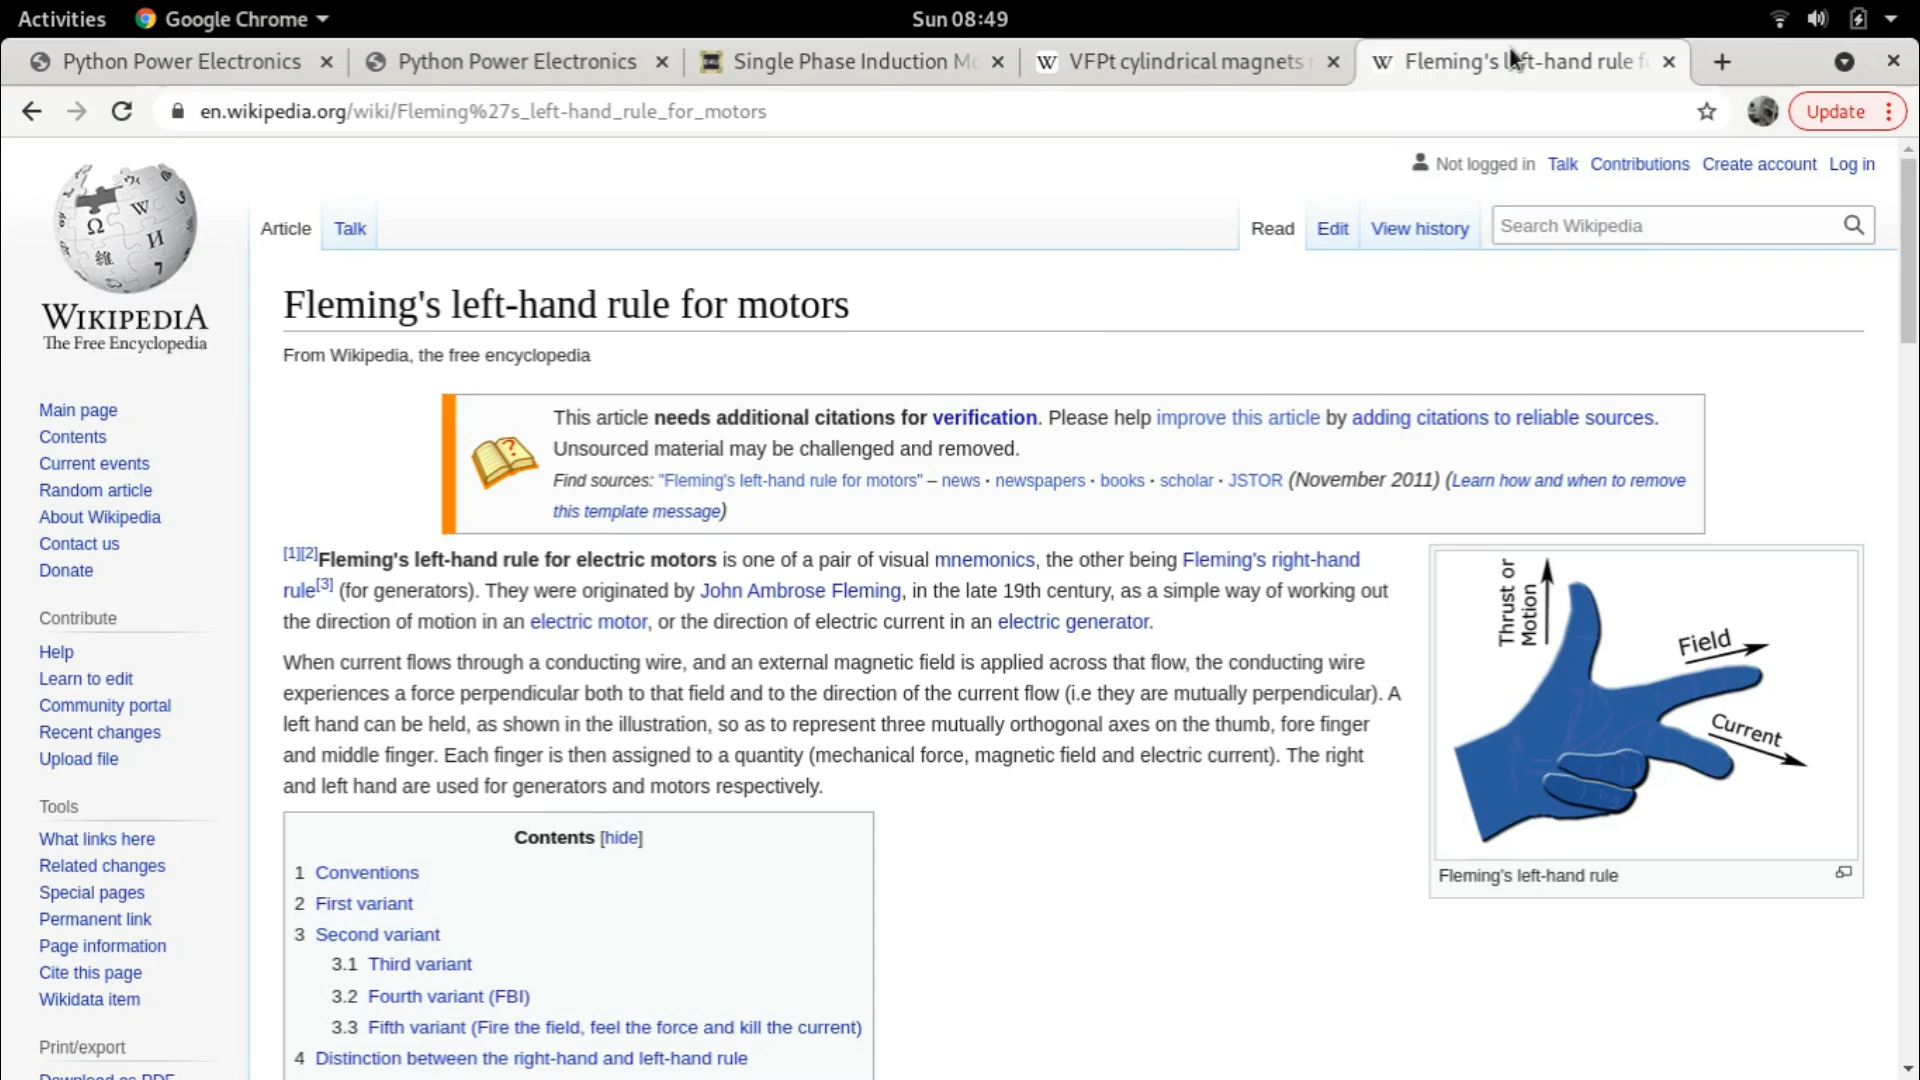 Activities Google Chrome Sun 08:49
Python Power Electronics Python Power Electronics Single Phase Induction Mo VFPt cylindrical magnets Fleming's left-hand rule f
en.wikipedia.org/wiki/Fleming%27s_left-hand_rule_for_motors Update
Not logged in Talk Contributions Create account Log in
Article Talk Read Edit View history Search Wikipedia
WIKIPEDIA
The Free Encyclopedia
Main page
Contents
Current events
Random article
About Wikipedia
Contact us
Donate
Contribute
Help
Learn to edit
Community portal
Recent changes
Upload file
Tools
What links here
Related changes
Special pages
Permanent link
Page information
Cite this page
Wikidata item
Print/export
Download as PDF
Fleming's left-hand rule for motors
From Wikipedia, the free encyclopedia
This article needs additional citations for verification. Please help improve this article by adding citations to reliable sources.
Unsourced material may be challenged and removed.
Find sources: "Fleming's left-hand rule for motors" – news · newspapers · books · scholar · JSTOR (November 2011) (Learn how and when to remove
this template message)
[1][2]Fleming's left-hand rule for electric motors is one of a pair of visual mnemonics, the other being Fleming's right-hand
rule[3] (for generators). They were originated by John Ambrose Fleming, in the late 19th century, as a simple way of working out
the direction of motion in an electric motor, or the direction of electric current in an electric generator.
When current flows through a conducting wire, and an external magnetic field is applied across that flow, the conducting wire
experiences a force perpendicular both to that field and to the direction of the current flow (i.e they are mutually perpendicular). A
left hand can be held, as shown in the illustration, so as to represent three mutually orthogonal axes on the thumb, fore finger
and middle finger. Each finger is then assigned to a quantity (mechanical force, magnetic field and electric current). The right
and left hand are used for generators and motors respectively.
Thrust or
Motion
Field
Current
Fleming's left-hand rule
Contents [hide]
1 Conventions
2 First variant
3 Second variant
3.1 Third variant
3.2 Fourth variant (FBI)
3.3 Fifth variant (Fire the field, feel the force and kill the current)
4 Distinction between the right-hand and left-hand rule